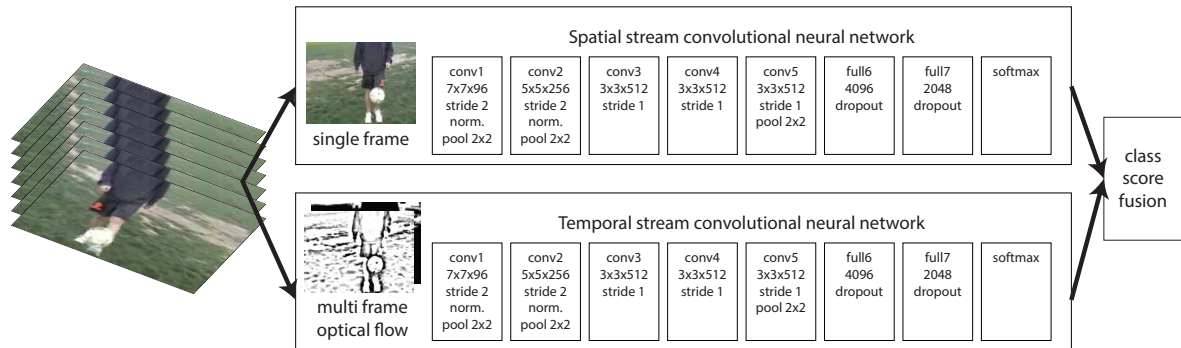 Spatial stream convolutional neural network
single frame
conv1
7x7x96
stride 2
norm.
pool 2x2
conv2
5x5x256
stride 2
norm.
pool 2x2
conv3
3x3x512
stride 1
conv4
3x3x512
stride 1
conv5
3x3x512
stride 1
pool 2x2
full6
4096
dropout
full7
2048
dropout
softmax
Temporal stream convolutional neural network
multi frame
optical flow
conv1
7x7x96
stride 2
norm.
pool 2x2
conv2
5x5x256
stride 2
norm.
pool 2x2
conv3
3x3x512
stride 1
conv4
3x3x512
stride 1
conv5
3x3x512
stride 1
pool 2x2
full6
4096
dropout
full7
2048
dropout
softmax
class
score
fusion